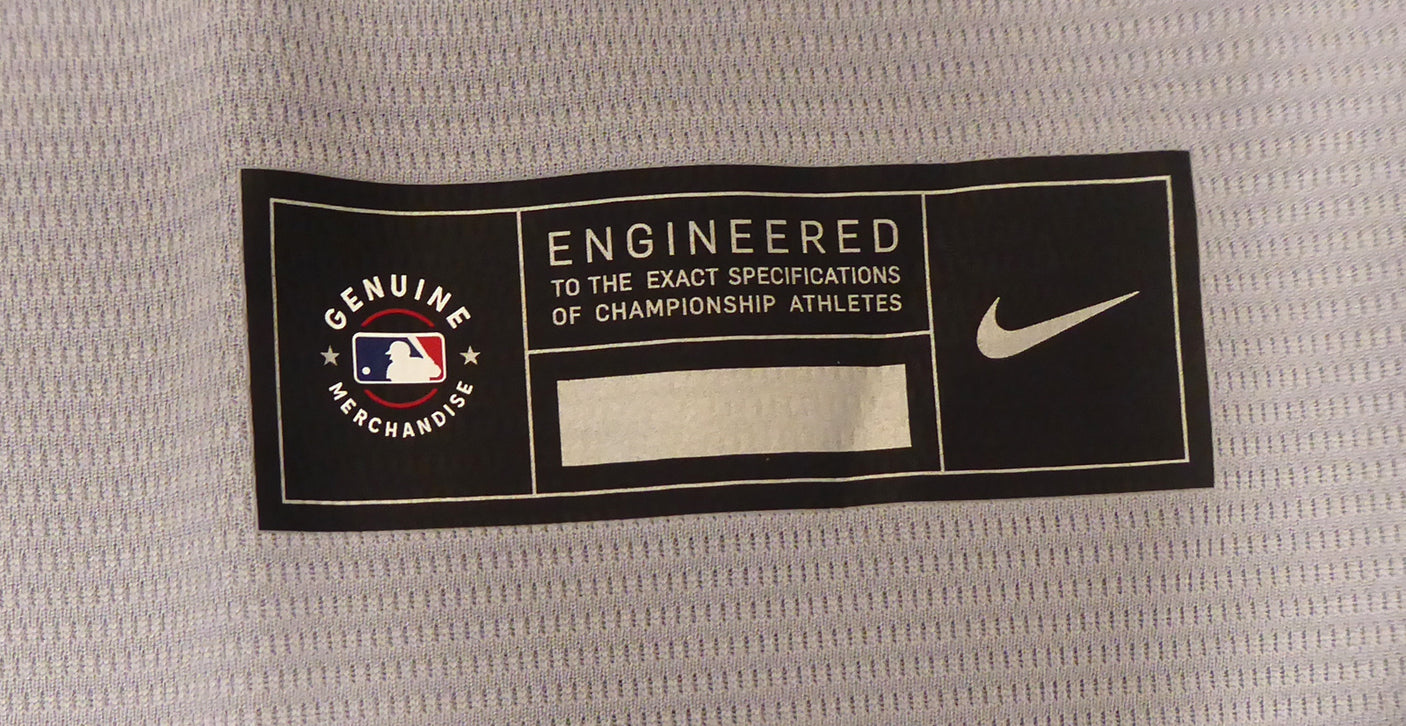 GENUINE
MERCHANDISE
ENGINEERED
TO THE EXACT SPECIFICATIONS
OF CHAMPIONSHIP ATHLETES